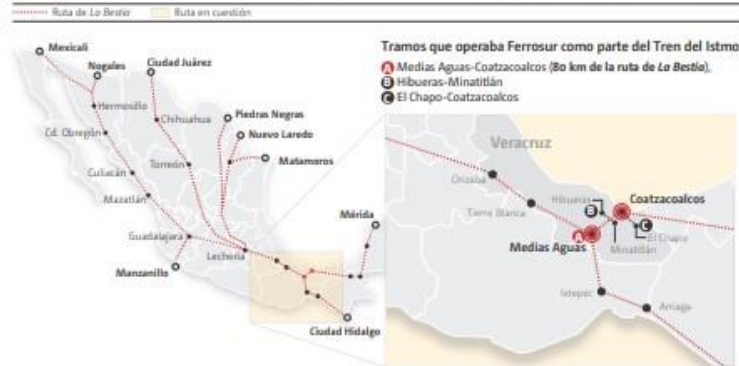 Ruta de La Bestia
Ruta en cuestión
Tramos que operaba Ferrosur como parte del Tren del Istmo
A Medias Aguas-Coatzacoalcos (80 km de la ruta de La Bestia),
B Hibueras-Minatitlán
C El Chapo-Coatzacoalcos
Mexicali
Nogales
Ciudad Juárez
Hermosillo
Chihuahua
Piedras Negras
Cd. Obregón
Nuevo Laredo
Torreón
Matamoros
Culiacán
Mazatlán
Guadalajara
Lechería
Mérida
Manzanillo
Ciudad Hidalgo
Veracruz
Orizaba
Tierra Blanca
Hibueras
B
Coatzacoalcos
C
El Chapo
A
Medias Aguas
Minatitlán
Ixtepec
Arriaga